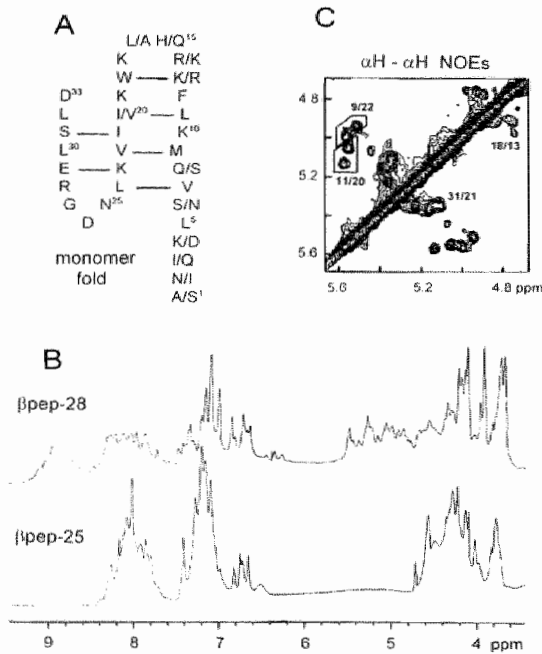 A
L/A H/Q¹⁵
K R/K
W K/R
D³³ K F
L I/V²⁰ L
S I K¹⁰
L³⁰ V M
E K Q/S
R L V
G N²⁵ S/N
D L⁵
K/D
monomer I/Q
fold N/I
A/S¹
C
αH - αH NOEs
4.8
9/22
18/13
11/20
5.2
31/21
5.6
5.6 5.2 4.8 ppm
B
βpep-28
βpep-25
9 8 7 6 5 4 ppm